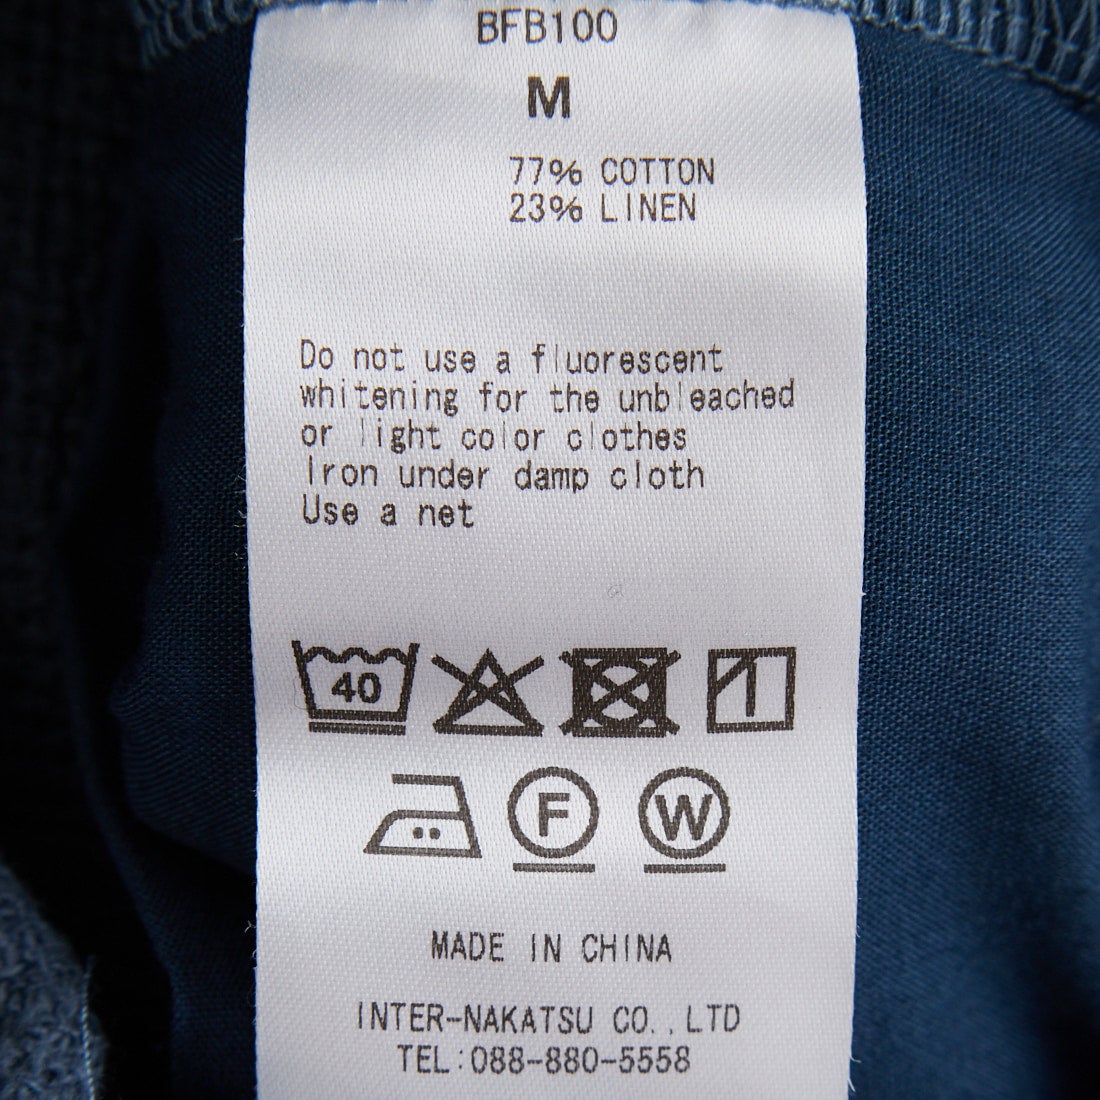 BFB100
M
77% COTTON
23% LINEN
Do not use a fluorescent
whitening for the unbleached
or light color clothes
Iron under damp cloth
Use a net
40
F
W
MADE IN CHINA
INTER-NAKATSU CO.,LTD
TEL:088-880-5558